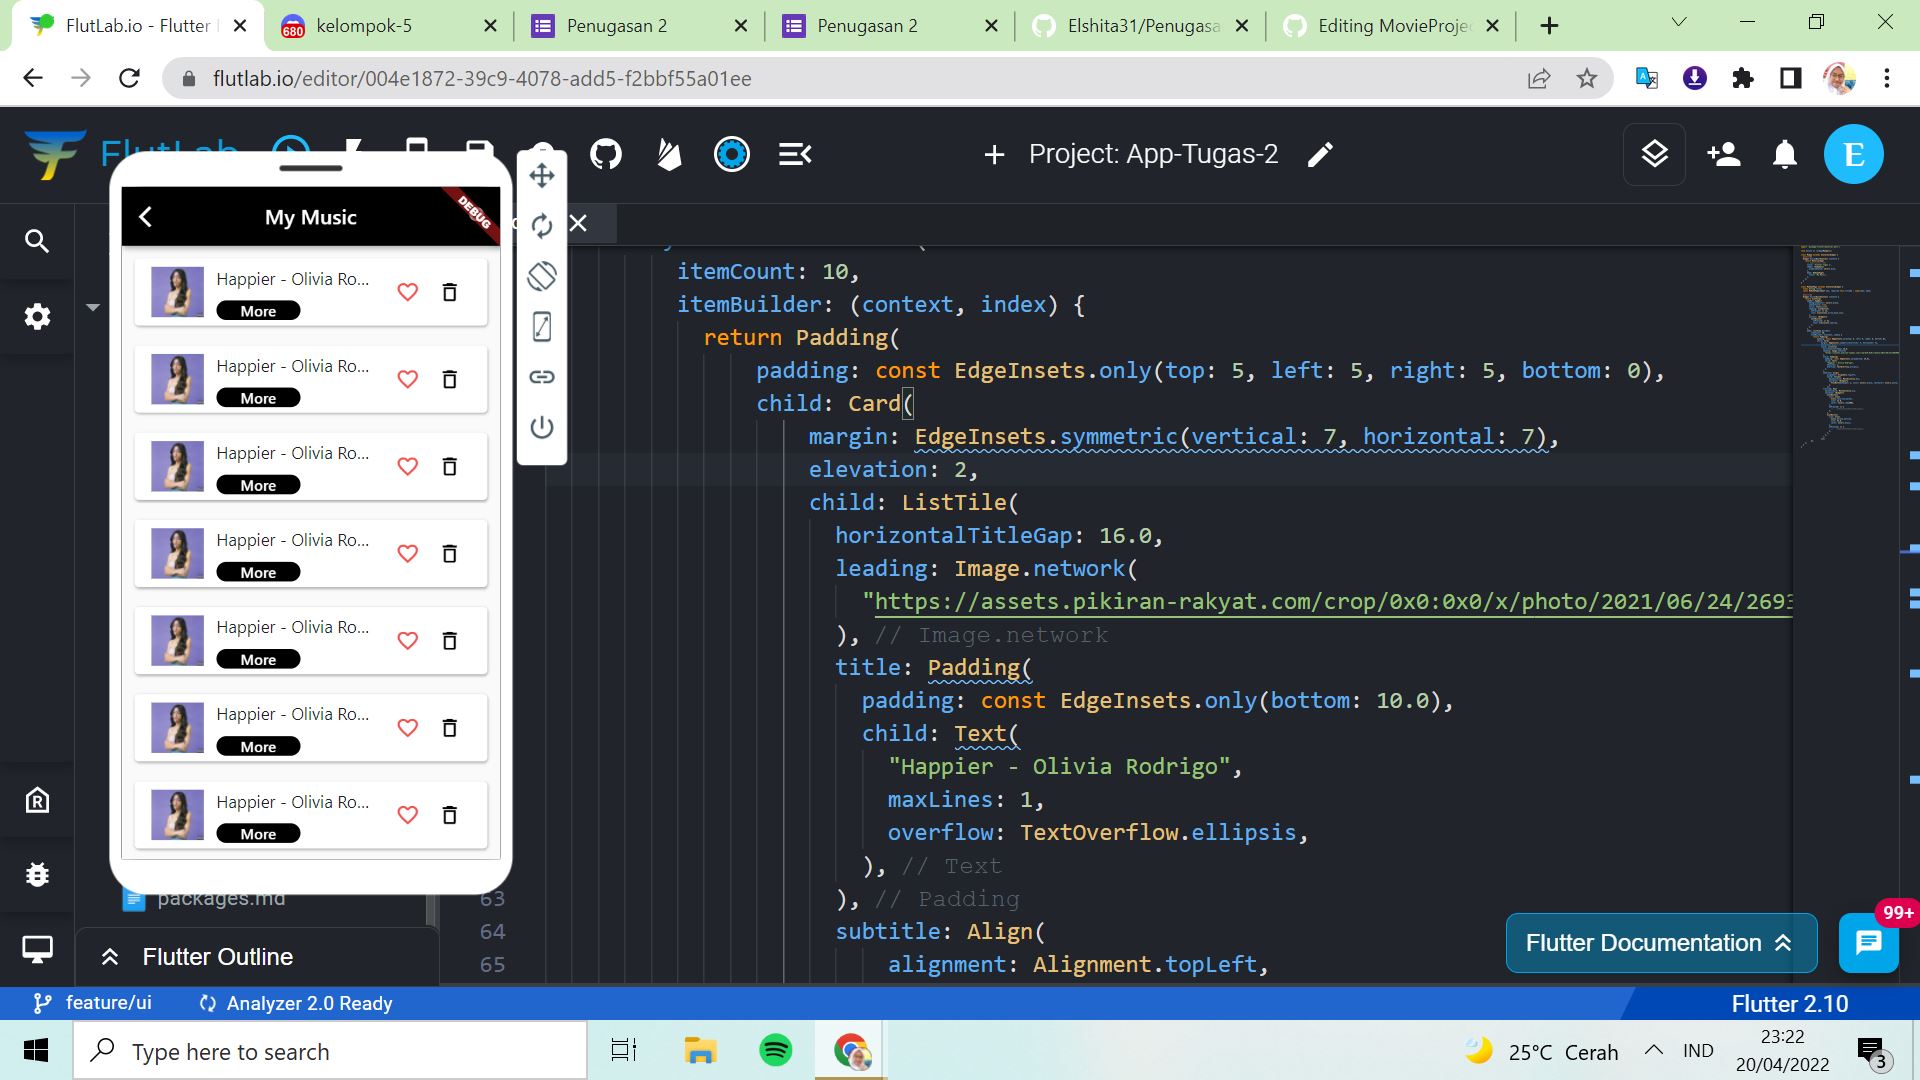 FlutLab.io - Flutter
680
kelompok-5
Penugasan 2
Penugasan 2
Elshita31/Penugasa
Editing MovieProjec
flutlab.io/editor/004e1872-39c9-4078-add5-f2bbf55a01ee
FlutLab
Project: App-Tugas-2
E
My Music
DEBUG
Happier - Olivia Ro...
More
Happier - Olivia Ro...
More
Happier - Olivia Ro...
More
Happier - Olivia Ro...
More
Happier - Olivia Ro...
More
Happier - Olivia Ro...
More
Happier - Olivia Ro...
More
itemCount: 10,
itemBuilder: (context, index) {
return Padding(
padding: const EdgeInsets.only(top: 5, left: 5, right: 5, bottom: 0),
child: Card(
margin: EdgeInsets.symmetric(vertical: 7, horizontal: 7),
elevation: 2,
child: ListTile(
horizontalTitleGap: 16.0,
leading: Image.network(
"https://assets.pikiran-rakyat.com/crop/0x0:0x0/x/photo/2021/06/24/2693
), // Image.network
title: Padding(
padding: const EdgeInsets.only(bottom: 10.0),
child: Text(
"Happier - Olivia Rodrigo",
maxLines: 1,
overflow: TextOverflow.ellipsis,
), // Text
63 ), // Padding
64 subtitle: Align(
65 alignment: Alignment.topLeft,
packages.md
Flutter Outline
Flutter Documentation
99+
feature/ui
Analyzer 2.0 Ready
Flutter 2.10
Type here to search
25°C Cerah
IND
23:22
20/04/2022
3